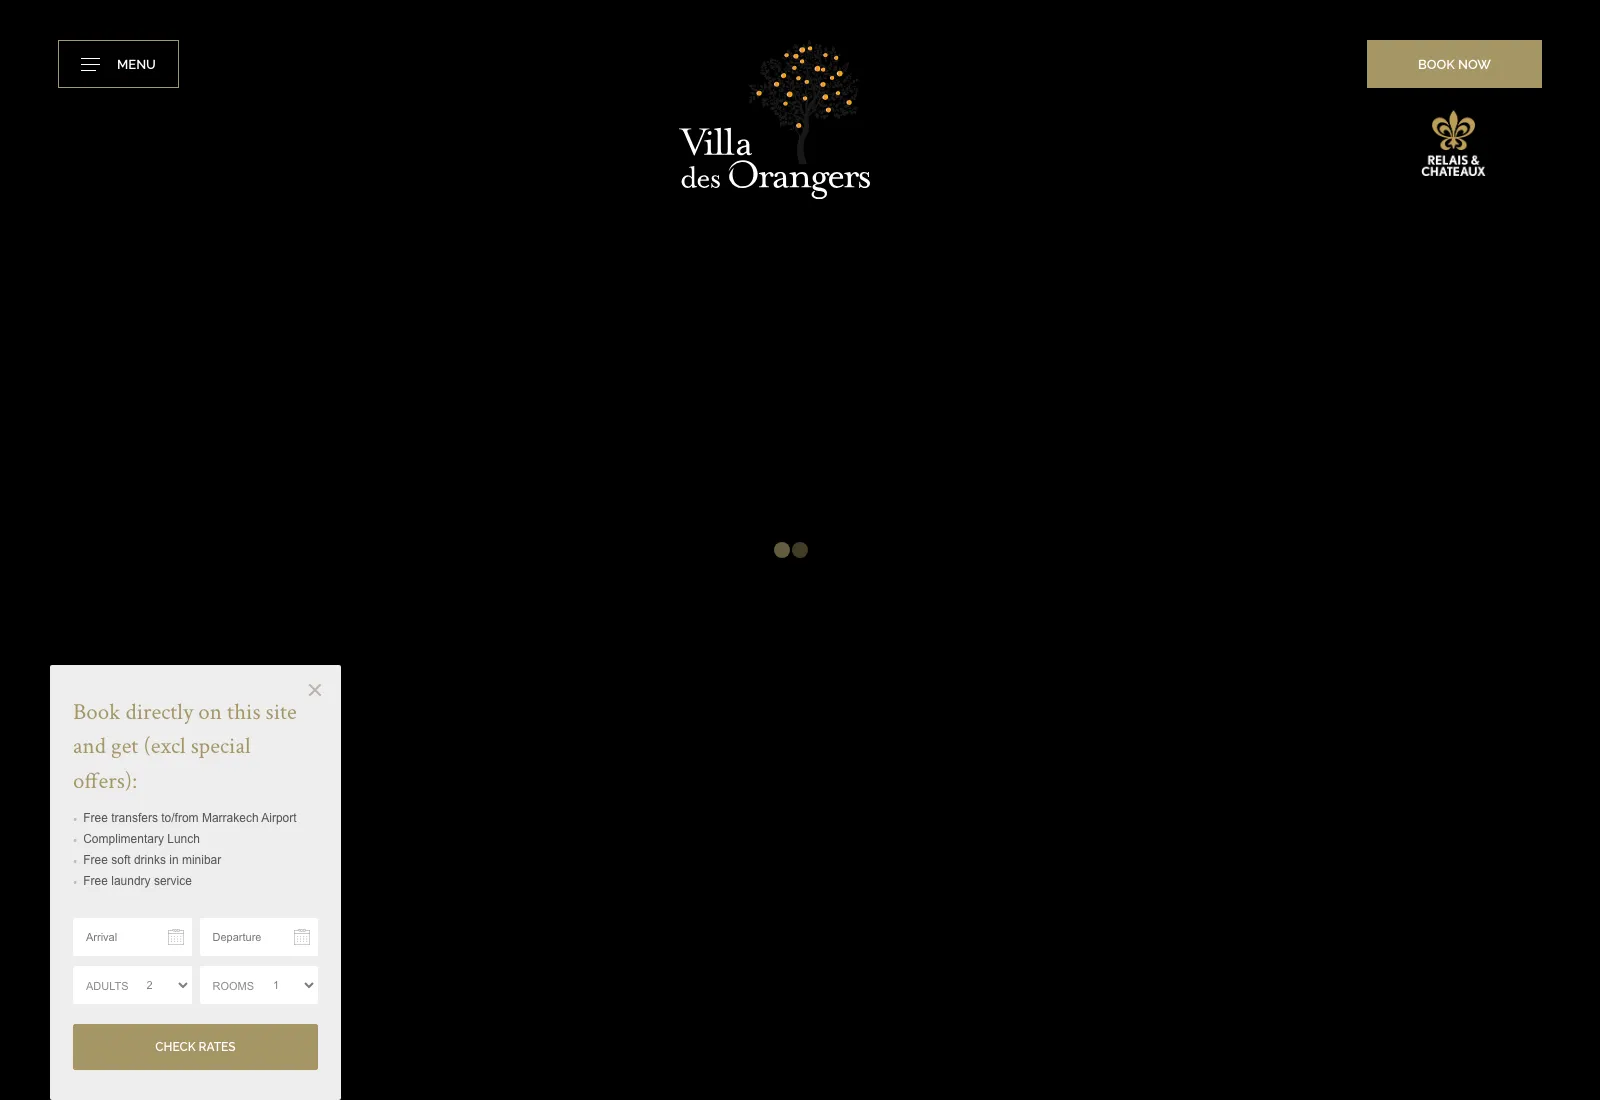 MENU
BOOK NOW
Villa
des Orangers
RELAIS &
CHATEAUX
Book directly on this site
and get (excl special
offers):
Free transfers to/from Marrakech Airport
Complimentary Lunch
Free soft drinks in minibar
Free laundry service
Arrival
Departure
ADULTS 2
ROOMS 1
CHECK RATES